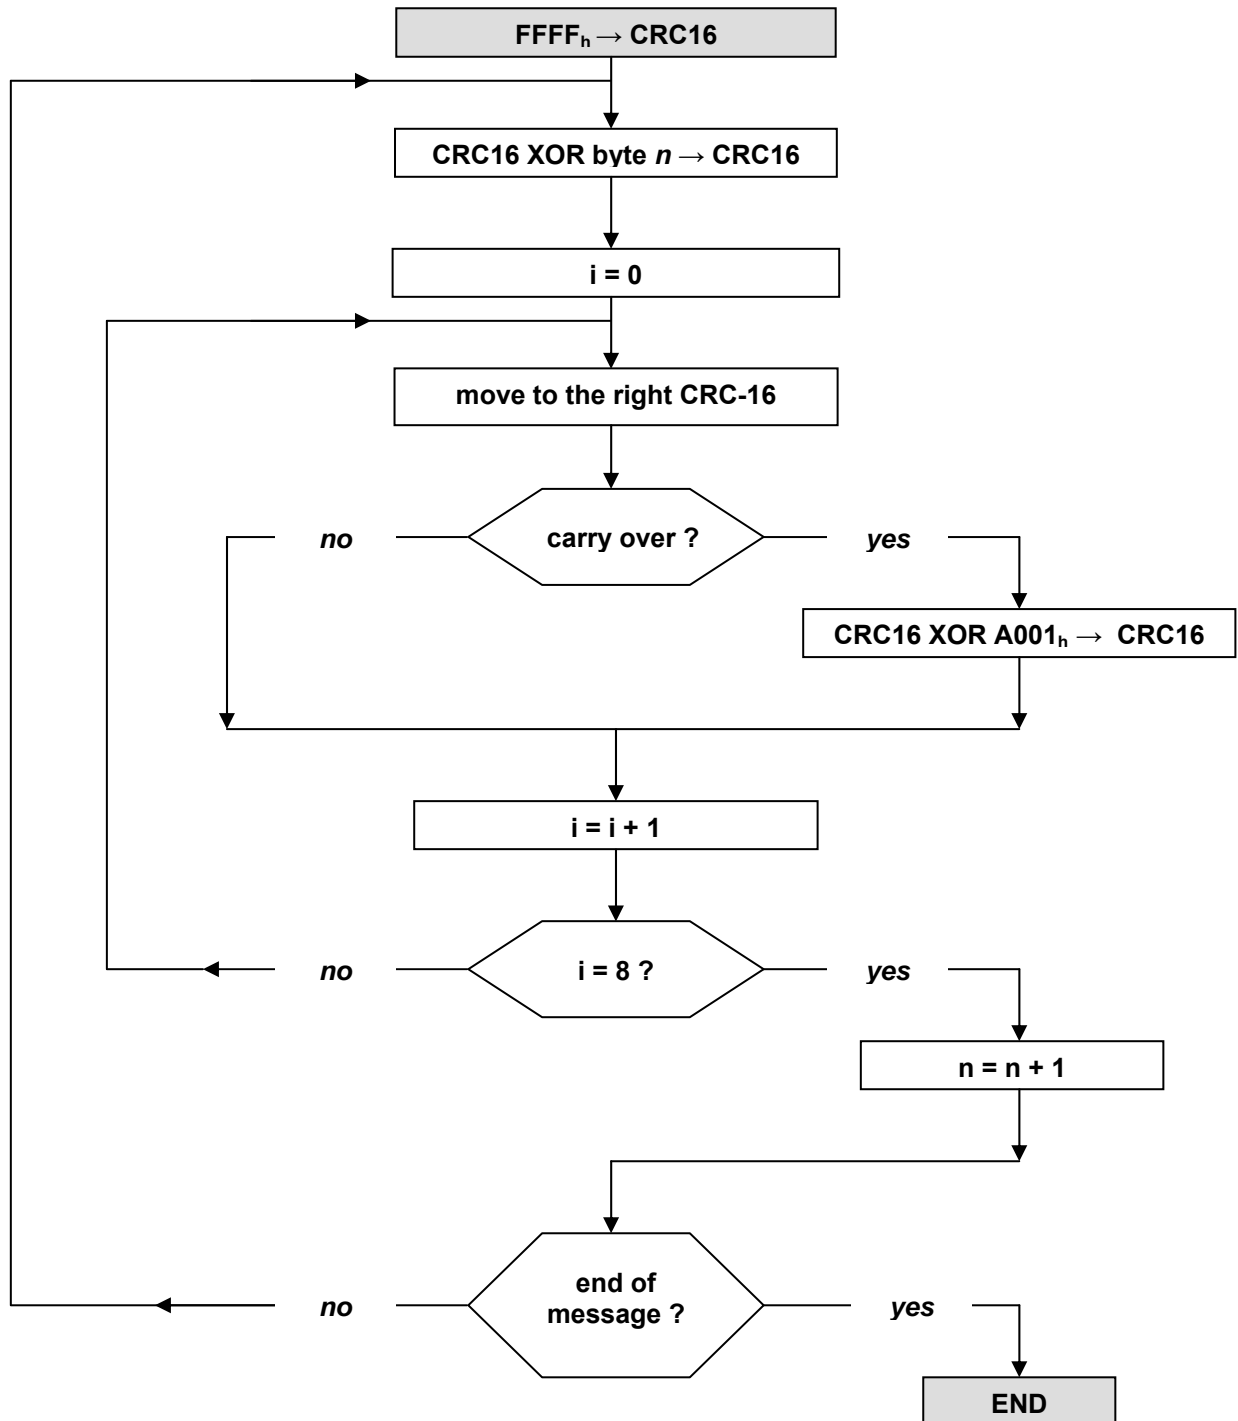 FFFFₕ → CRC16
CRC16 XOR byte n → CRC16
i = 0
move to the right CRC-16
no
carry over ?
yes
CRC16 XOR A001ₕ → CRC16
i = i + 1
no
i = 8 ?
yes
n = n + 1
no
end of
message ?
yes
END